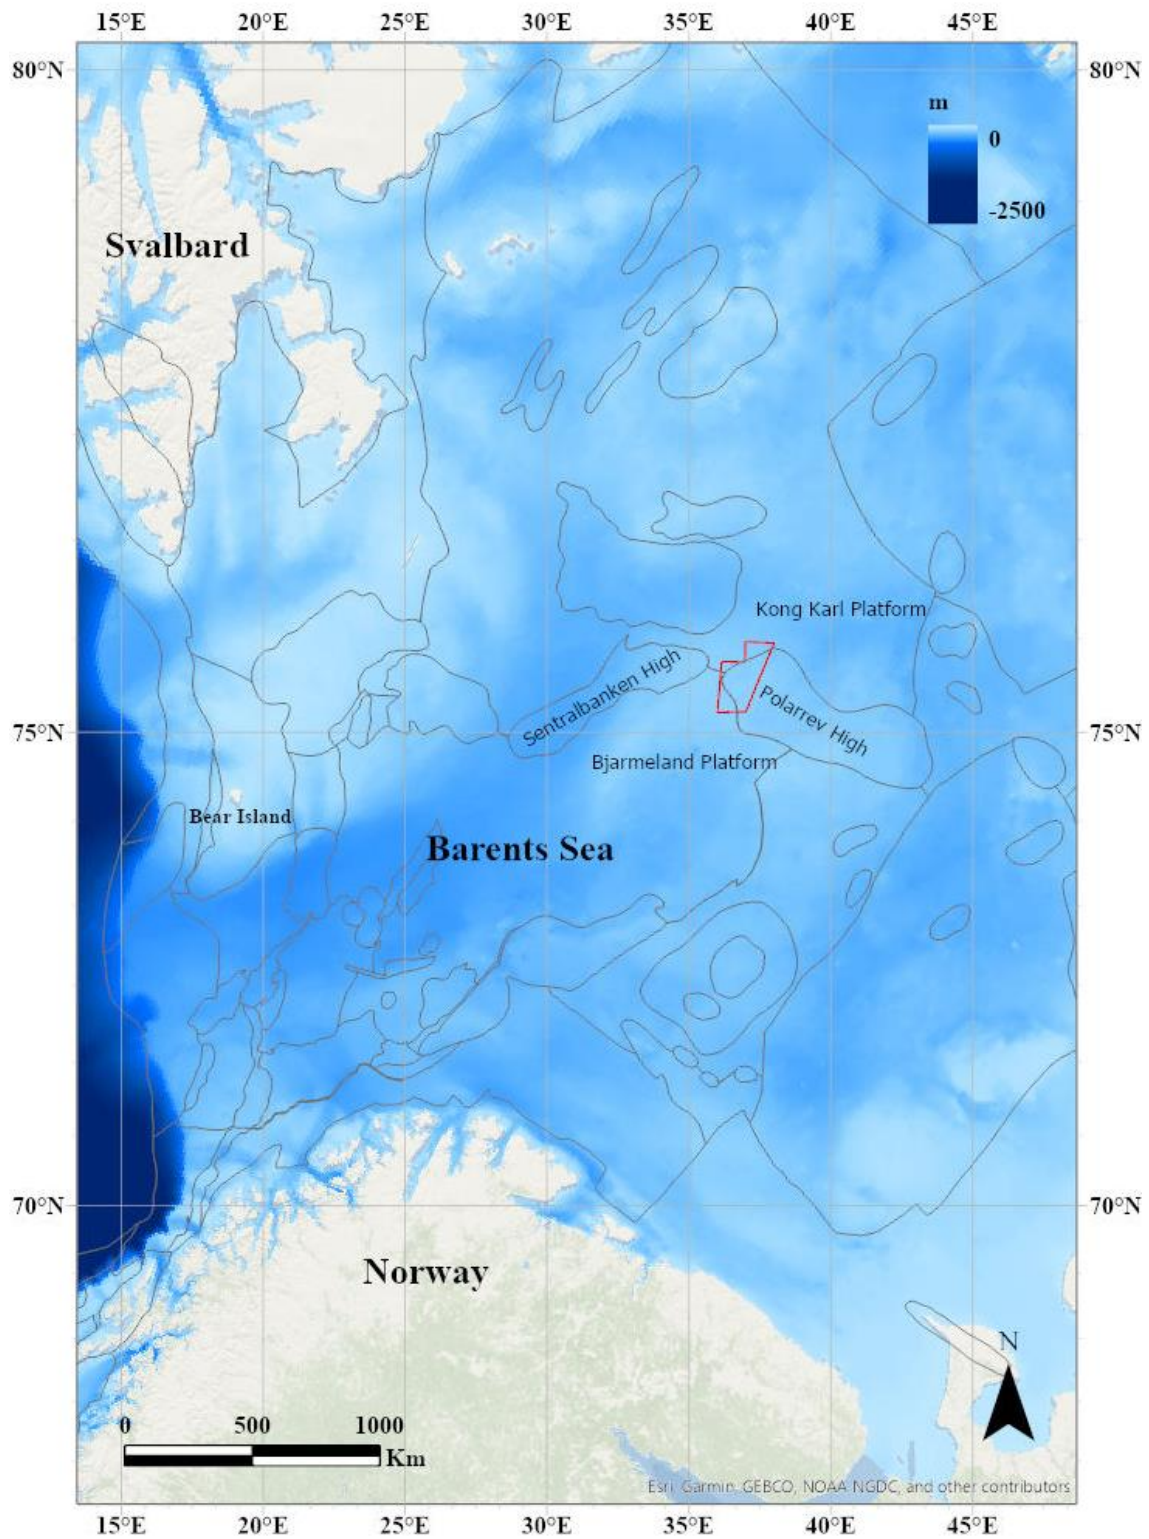 15°E 20°E 25°E 30°E 35°E 40°E 45°E
80°N 80°N
m
0
-2500
Svalbard
Kong Karl Platform
Sentralbanken High
Polarrev High
75°N 75°N
Bjarmeland Platform
Bear Island
Barents Sea
70°N 70°N
Norway
N
0 500 1000
Km
Esri, Garmin, GEBCO, NOAA NGDC, and other contributors
15°E 20°E 25°E 30°E 35°E 40°E 45°E